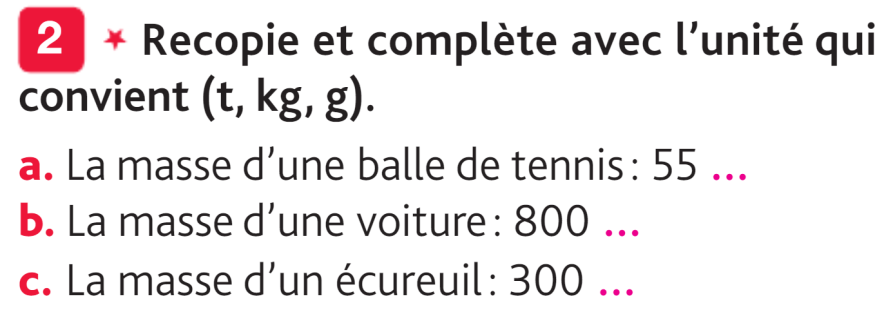 2 * Recopie et complète avec l'unité qui
convient (t, kg, g).
a. La masse d'une balle de tennis : 55 ...
b. La masse d'une voiture : 800 ...
c. La masse d'un écureuil : 300 ...